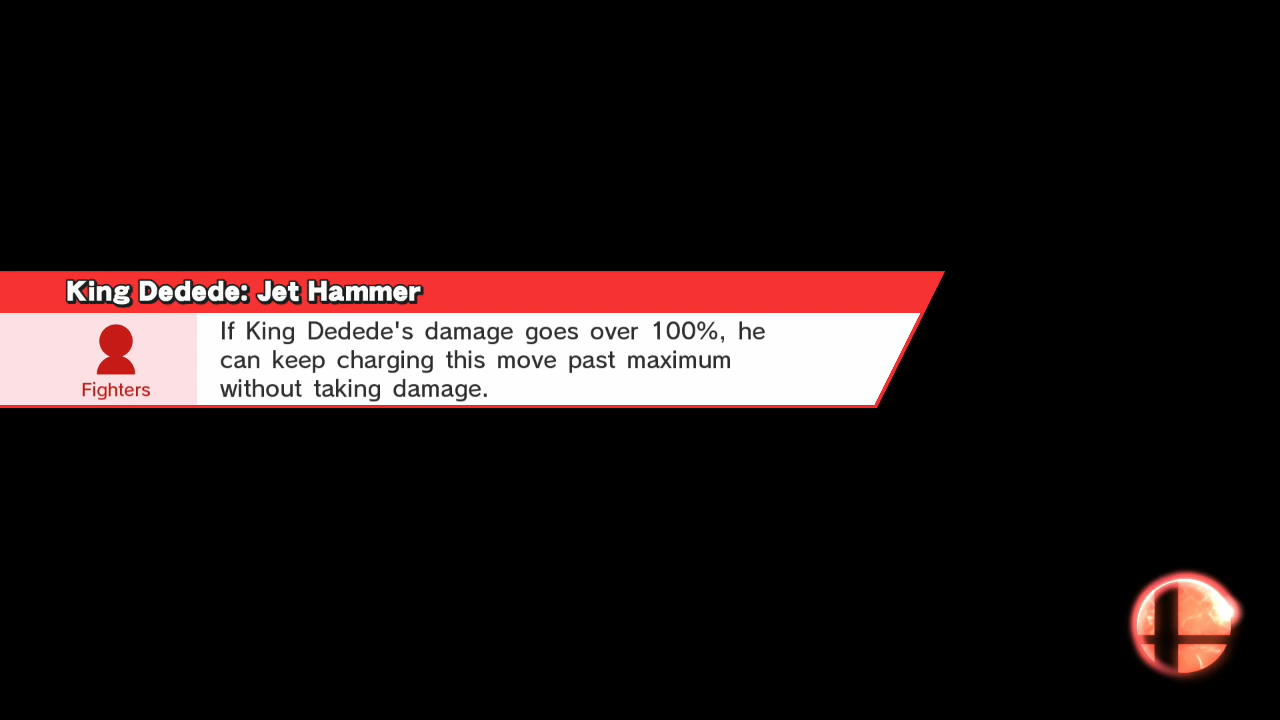 King Dedede: Jet Hammer
If King Dedede's damage goes over 100%, he
can keep charging this move past maximum
without taking damage.
Fighters